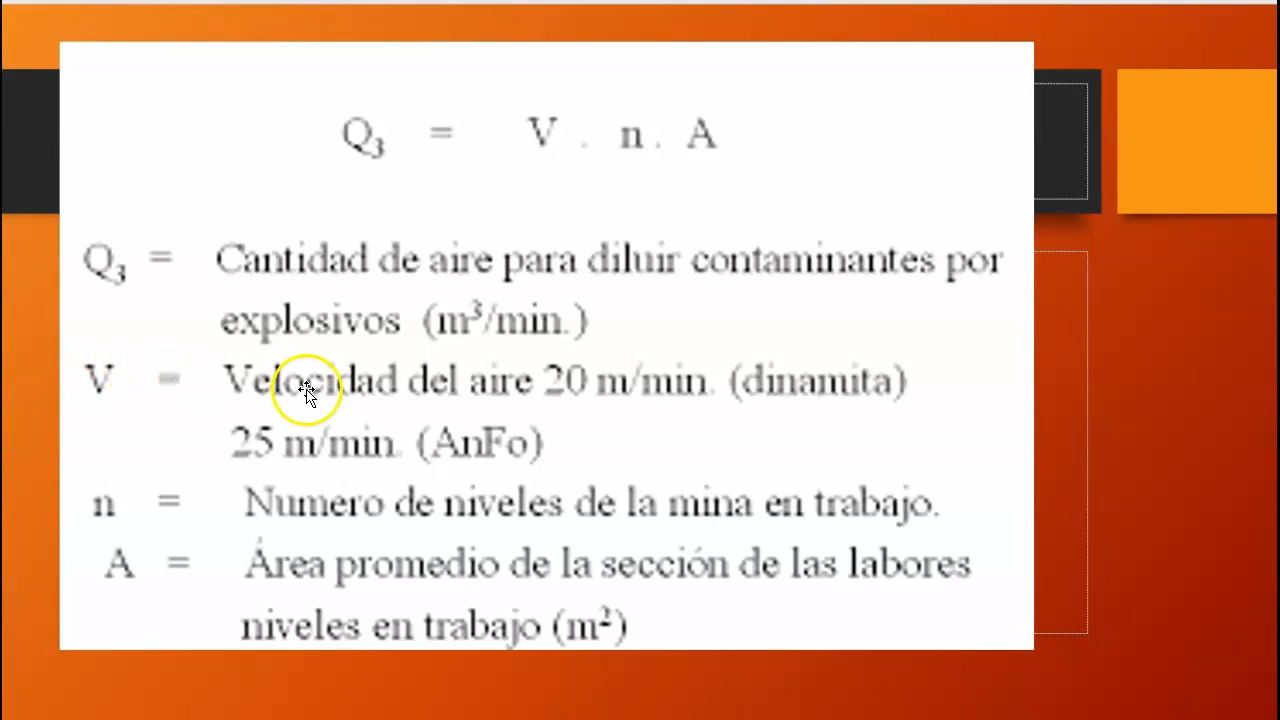 Q₃ = V . n . A
Q₃ = Cantidad de aire para diluir contaminantes por
explosivos (m³/min.)
V = Velocidad del aire 20 m/min. (dinamita)
25 m/min. (AnFo)
n = Numero de niveles de la mina en trabajo.
A = Área promedio de la sección de las labores
niveles en trabajo (m²)